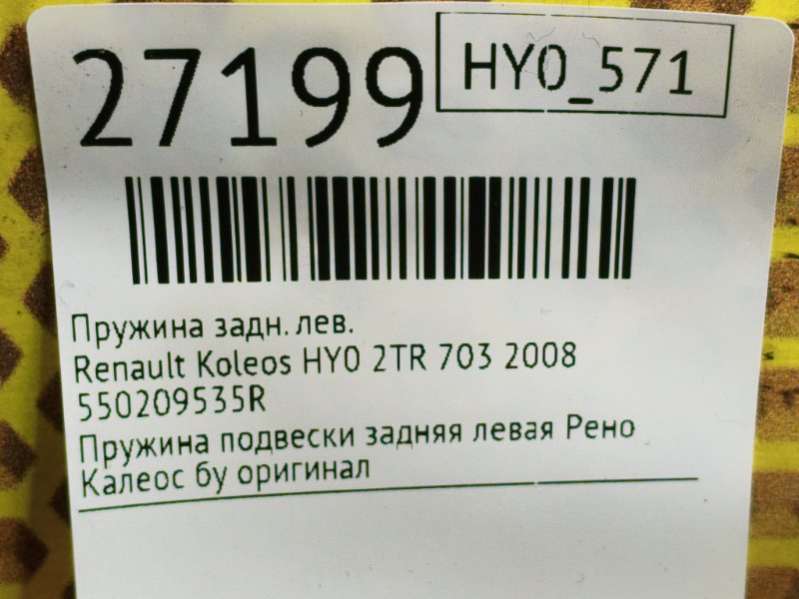 27199
HY0_571
Пружина задн. лев.
Renault Koleos HY0 2TR 703 2008
550209535R
Пружина подвески задняя левая Рено
Калеос бу оригинал